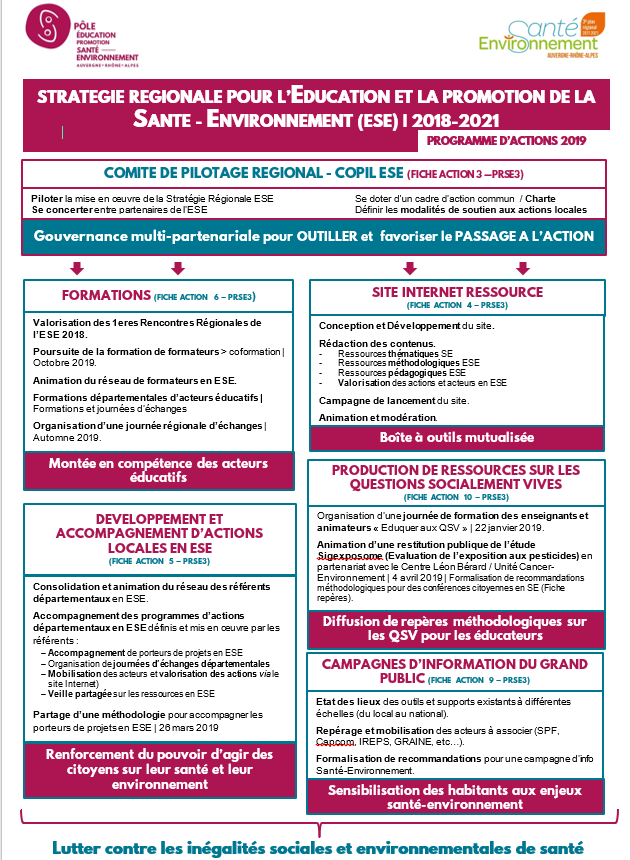 PÔLE
ÉDUCATION
PROMOTION
SANTÉ
ENVIRONNEMENT
AUVERGNE-RHÔNE-ALPES
Santé
Environnement
AUVERGNE-RHÔNE-ALPES
STRATEGIE REGIONALE POUR L'EDUCATION ET LA PROMOTION DE LA
SANTE - ENVIRONNEMENT (ESE) I 2018-2021
PROGRAMME D'ACTIONS 2019
COMITE DE PILOTAGE REGIONAL - COPIL ESE (FICHE ACTION 3 –PRSE3)
Piloter la mise en œuvre de la Stratégie Régionale ESE
Se concerter entre partenaires de l'ESE
Se doter d'un cadre d'action commun / Charte
Définir les modalités de soutien aux actions locales
Gouvernance multi-partenariale pour OUTILLER et favoriser le PASSAGE A L'ACTION
FORMATIONS (FICHE ACTION 6 – PRSE3)
Valorisation des 1eres Rencontres Régionales de
l'ESE 2018.
Poursuite de la formation de formateurs > coformation |
Octobre 2019.
Animation du réseau de formateurs en ESE.
Formations départementales d'acteurs éducatifs |
Formations et journées d'échanges
Organisation d'une journée régionale d'échanges |
Automne 2019.
Montée en compétence des acteurs
éducatifs
DEVELOPPEMENT ET
ACCOMPAGNEMENT D'ACTIONS
LOCALES EN ESE
(FICHE ACTION 5 – PRSE3)
Consolidation et animation du réseau des référents
départementaux en ESE.
Accompagnement des programmes d'actions
départementaux en ESE définis et mis en œuvre par les
référents :
– Accompagnement de porteurs de projets en ESE
– Organisation de journées d'échanges départementales
– Mobilisation des acteurs et valorisation des actions via le
site Internet)
– Veille partagée sur les ressources en ESE
Partage d'une méthodologie pour accompagner les
porteurs de projets en ESE | 26 mars 2019
Renforcement du pouvoir d'agir des
citoyens sur leur santé et leur
environnement
SITE INTERNET RESSOURCE
(FICHE ACTION 4 – PRSE3)
Conception et Développement du site.
Rédaction des contenus.
- Ressources thématiques SE
- Ressources méthodologiques ESE
- Ressources pédagogiques ESE
- Valorisation des actions et acteurs en ESE
Campagne de lancement du site.
Animation et modération.
Boîte à outils mutualisée
PRODUCTION DE RESSOURCES SUR LES
QUESTIONS SOCIALEMENT VIVES
(FICHE ACTION 10 – PRSE3)
Organisation d'une journée de formation des enseignants et
animateurs « Eduquer aux QSV » | 22 janvier 2019.
Animation d'une restitution publique de l'étude
Sigexposome (Evaluation de l'exposition aux pesticides) en
partenariat avec le Centre Léon Bérard / Unité Cancer-
Environnement | 4 avril 2019 | Formalisation de recommandations
méthodologiques pour des conférences citoyennes en SE (Fiche
repères).
Diffusion de repères méthodologiques sur
les QSV pour les éducateurs
CAMPAGNES D'INFORMATION DU GRAND
PUBLIC (FICHE ACTION 9 – PRSE3)
Etat des lieux des outils et supports existants à différentes
échelles (du local au national).
Repérage et mobilisation des acteurs à associer (SPF,
Capcom, IREPS, GRAINE, etc…).
Formalisation de recommandations pour une campagne d'info
Santé-Environnement.
Sensibilisation des habitants aux enjeux
santé-environnement
Lutter contre les inégalités sociales et environnementales de santé